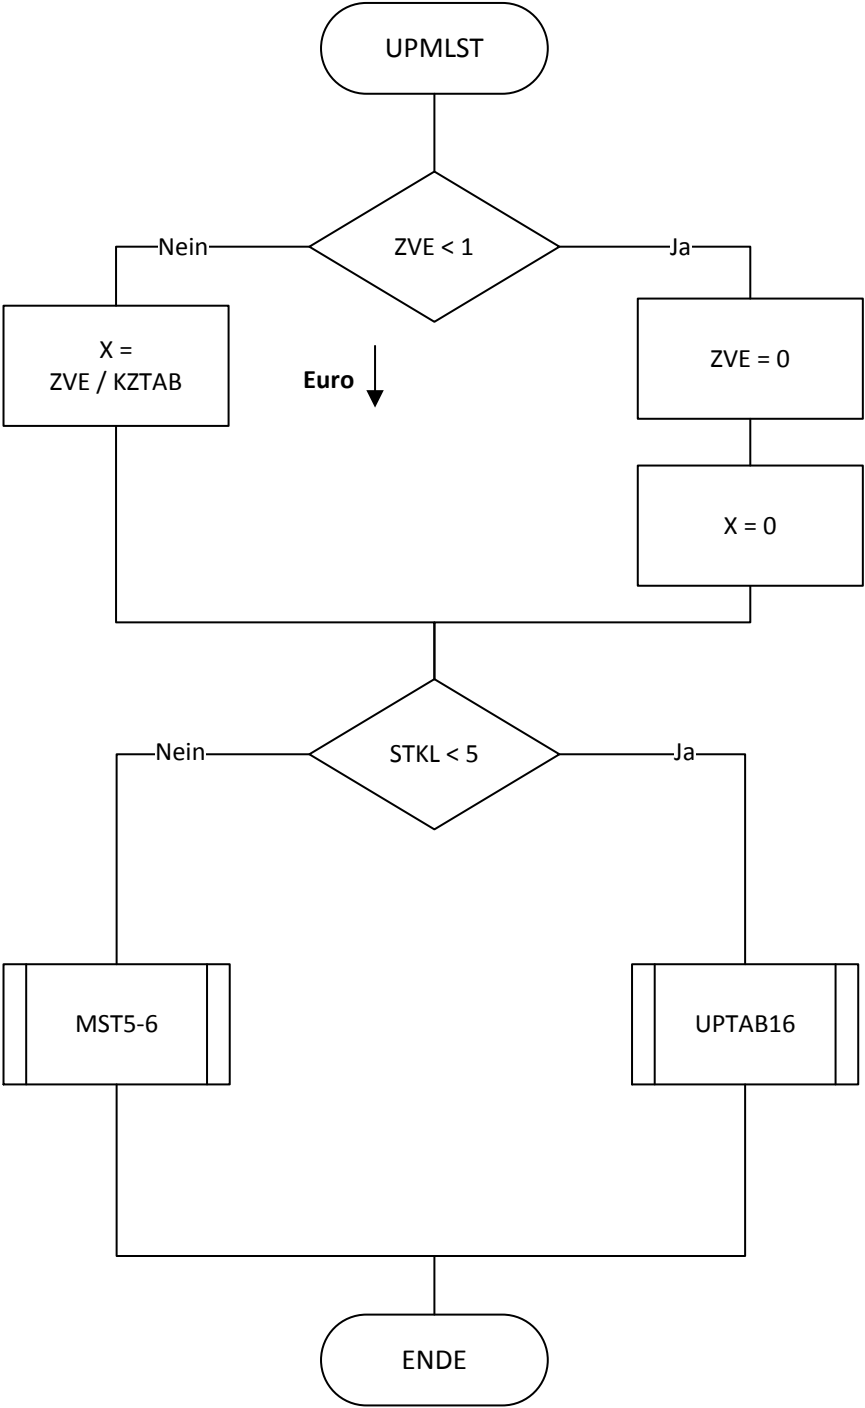 UPMLST
ZVE < 1
Nein
Ja
X =
ZVE / KZTAB
ZVE = 0
Euro
X = 0
STKL < 5
Nein
Ja
MST5-6
UPTAB16
ENDE